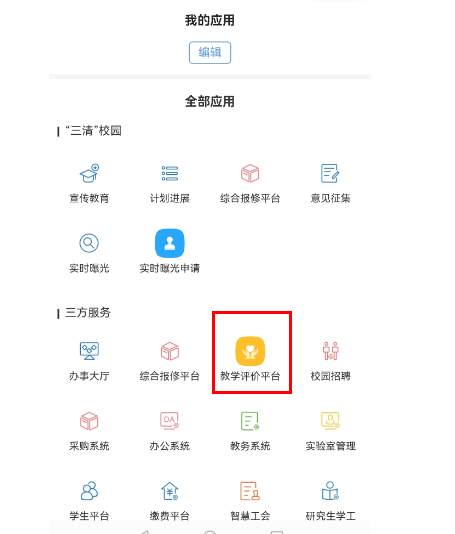 我的应用
编辑
全部应用
“三清”校园
宣传教育 计划进展 综合报修平台 意见征集
实时曝光 实时曝光申请
三方服务
办事大厅 综合报修平台 教学评价平台 校园招聘
OA
采购系统 办公系统 教务系统 实验室管理
学生平台 缴费平台 智慧工会 研究生学工